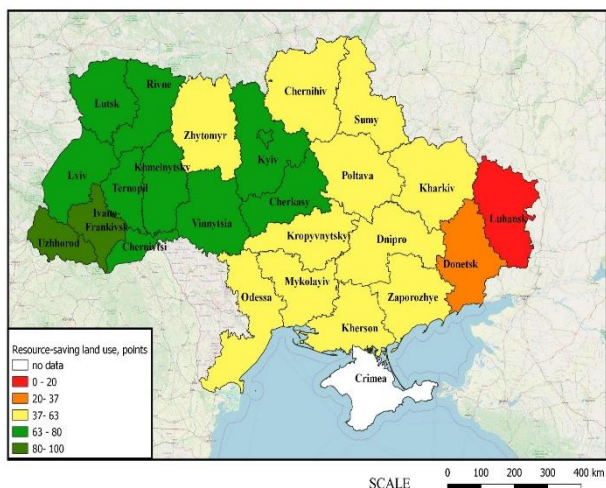 Chernihiv
Rivne
Lutsk
Sumy
Zhytomyr
Kyiv
Lviv
Khmelnytsky
Poltava
Kharkiv
Ternopil
Cherkasy
Ivano-
Frankivsk
Vinnytsia
Luhansk
Uzhhorod
Chernivtsi
Kropyvnytskyi
Dnipro
Donetsk
Mykolayiv
Odessa
Zaporozhye
Kherson
Crimea
Resource-saving land use, points
no data
0 - 20
20- 37
37- 63
63 - 80
80- 100
SCALE
0 100 200 300 400 km